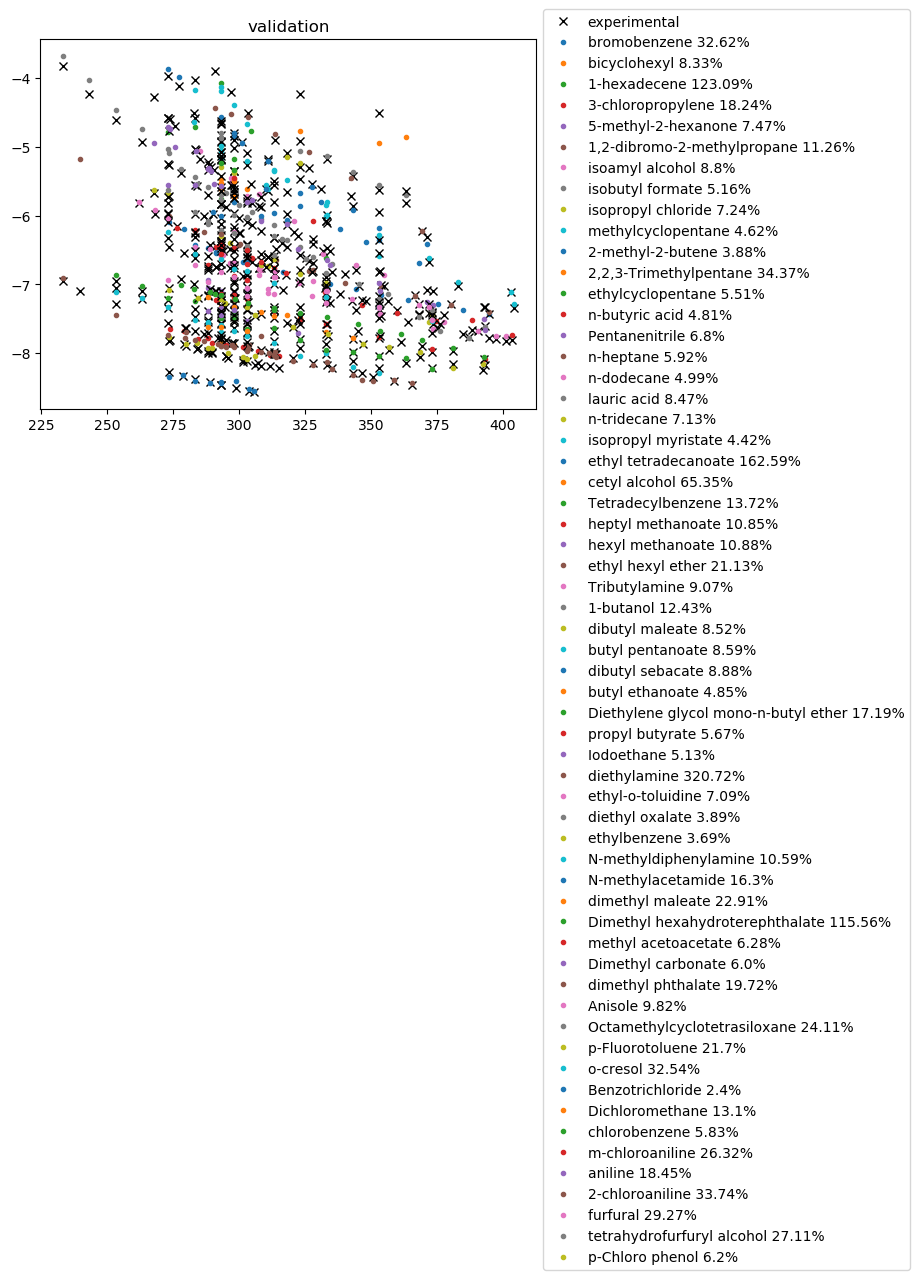 validation
−4
−5
−6
−7
−8
225
250
275
300
325
350
375
400
experimental
bromobenzene 32.62%
bicyclohexyl 8.33%
1-hexadecene 123.09%
3-chloropropylene 18.24%
5-methyl-2-hexanone 7.47%
1,2-dibromo-2-methylpropane 11.26%
isoamyl alcohol 8.8%
isobutyl formate 5.16%
isopropyl chloride 7.24%
methylcyclopentane 4.62%
2-methyl-2-butene 3.88%
2,2,3-Trimethylpentane 34.37%
ethylcyclopentane 5.51%
n-butyric acid 4.81%
Pentanenitrile 6.8%
n-heptane 5.92%
n-dodecane 4.99%
lauric acid 8.47%
n-tridecane 7.13%
isopropyl myristate 4.42%
ethyl tetradecanoate 162.59%
cetyl alcohol 65.35%
Tetradecylbenzene 13.72%
heptyl methanoate 10.85%
hexyl methanoate 10.88%
ethyl hexyl ether 21.13%
Tributylamine 9.07%
1-butanol 12.43%
dibutyl maleate 8.52%
butyl pentanoate 8.59%
dibutyl sebacate 8.88%
butyl ethanoate 4.85%
Diethylene glycol mono-n-butyl ether 17.19%
propyl butyrate 5.67%
Iodoethane 5.13%
diethylamine 320.72%
ethyl-o-toluidine 7.09%
diethyl oxalate 3.89%
ethylbenzene 3.69%
N-methyldiphenylamine 10.59%
N-methylacetamide 16.3%
dimethyl maleate 22.91%
Dimethyl hexahydroterephthalate 115.56%
methyl acetoacetate 6.28%
Dimethyl carbonate 6.0%
dimethyl phthalate 19.72%
Anisole 9.82%
Octamethylcyclotetrasiloxane 24.11%
p-Fluorotoluene 21.7%
o-cresol 32.54%
Benzotrichloride 2.4%
Dichloromethane 13.1%
chlorobenzene 5.83%
m-chloroaniline 26.32%
aniline 18.45%
2-chloroaniline 33.74%
furfural 29.27%
tetrahydrofurfuryl alcohol 27.11%
p-Chloro phenol 6.2%